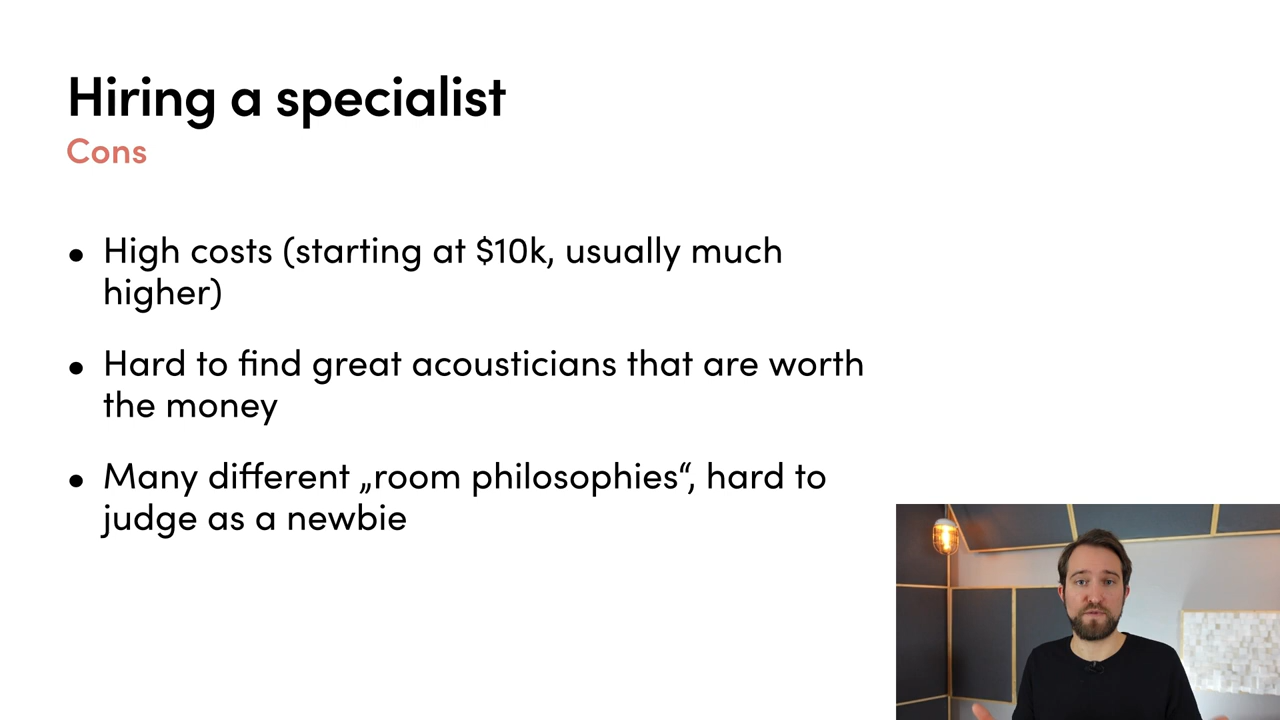 Hiring a specialist
Cons
• High costs (starting at $10k, usually much
higher)
• Hard to find great acousticians that are worth
the money
• Many different „room philosophies“, hard to
judge as a newbie